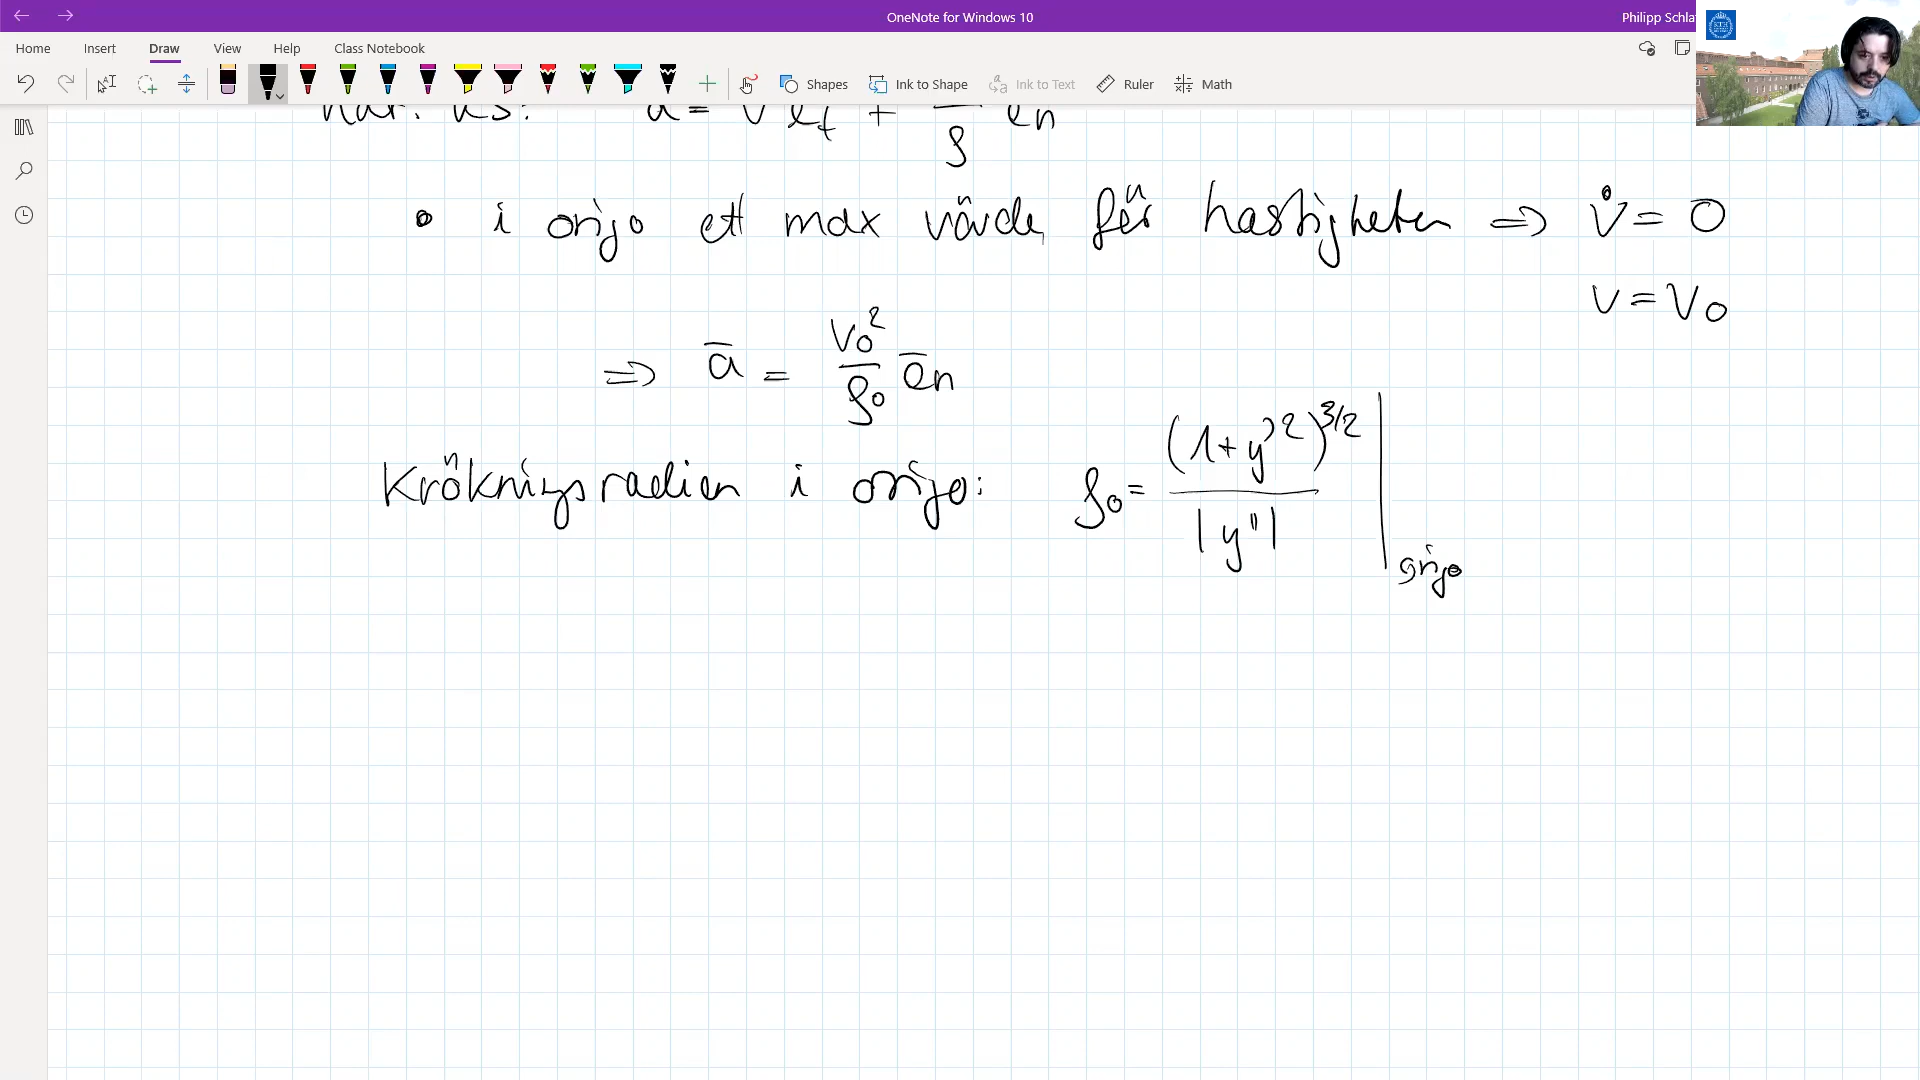 OneNote for Windows 10
Philipp Schla
Home Insert Draw View Help Class Notebook
Shapes Ink to Shape Ink to Text Ruler Math
a = v e_t + — e_n
ρ
• i origo ett max värde för hastigheten ⇒ v̇ = 0
v = v₀
⇒ a̅ = v₀²/ρ₀ e̅n
Krökningsradien i origo: ρ₀ = (1+y'²)^3/2 / |y''| |origo